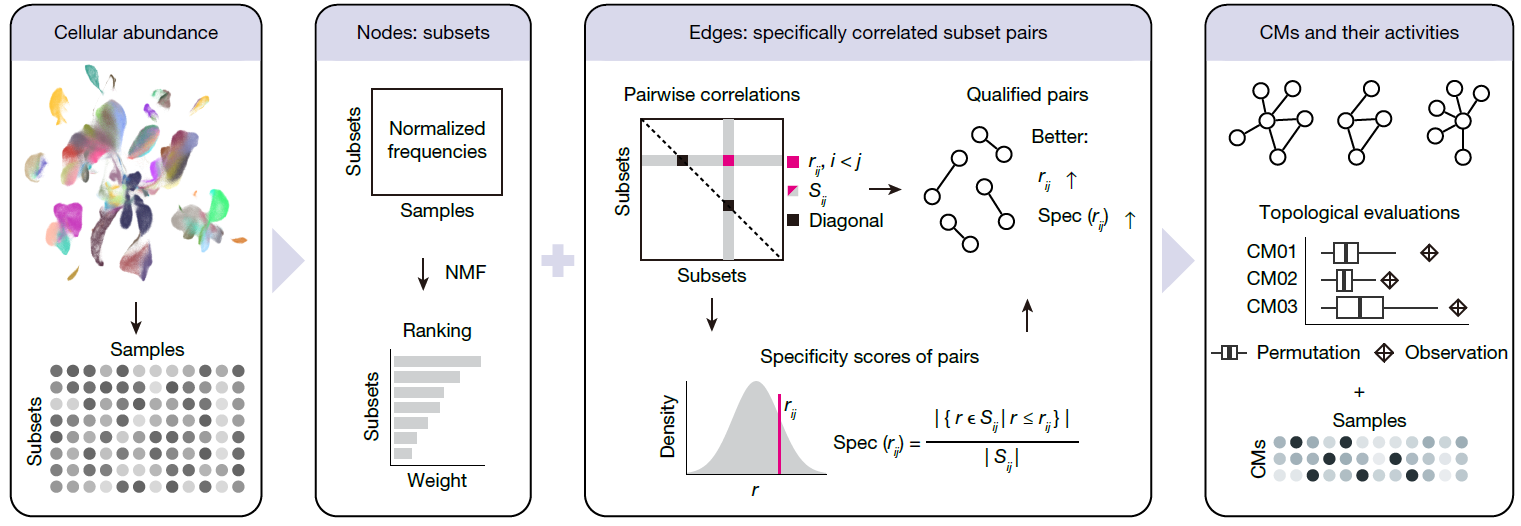 Cellular abundance
Samples
Subsets
Nodes: subsets
Subsets
Normalized
frequencies
Samples
NMF
Ranking
Subsets
Weight
Edges: specifically correlated subset pairs
Pairwise correlations
Subsets
Subsets
r_ij, i < j
S_ij
Diagonal
Qualified pairs
Better:
r_ij ↑
Spec (r_ij) ↑
Specificity scores of pairs
Density
r_ij
r
Spec (r_ij) = | { r ϵ S_ij | r ≤ r_ij } |
| S_ij |
CMs and their activities
Topological evaluations
CM01
CM02
CM03
Permutation
Observation
+
Samples
CMs